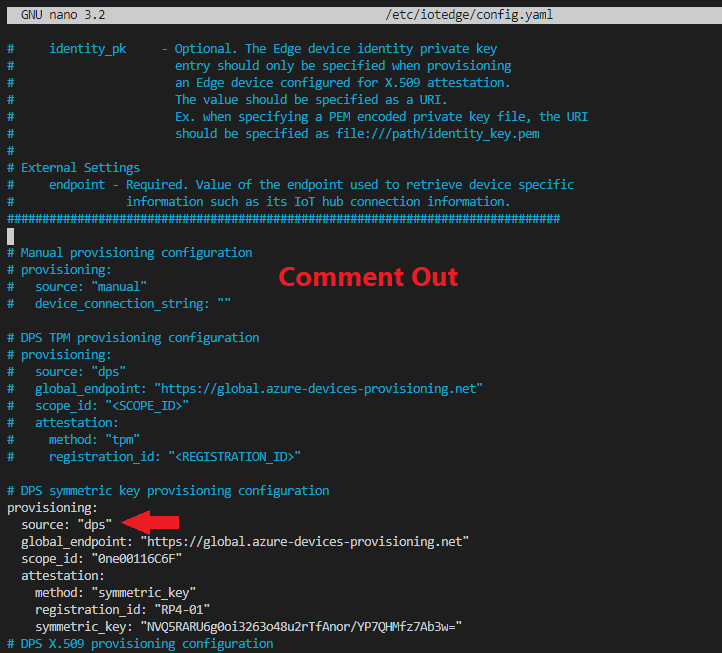 GNU nano 3.2 /etc/iotedge/config.yaml
# identity_pk - Optional. The Edge device identity private key
# entry should only be specified when provisioning
# an Edge device configured for X.509 attestation.
# The value should be specified as a URI.
# Ex. when specifying a PEM encoded private key file, the URI
# should be specified as file:///path/identity_key.pem
#
# External Settings
# endpoint - Required. Value of the endpoint used to retrieve device specific
# information such as its IoT hub connection information.
###############################################################################
# Manual provisioning configuration
# provisioning:
# source: "manual"
# device_connection_string: ""
Comment Out
# DPS TPM provisioning configuration
# provisioning:
# source: "dps"
# global_endpoint: "https://global.azure-devices-provisioning.net"
# scope_id: "<SCOPE_ID>"
# attestation:
# method: "tpm"
# registration_id: "<REGISTRATION_ID>"
# DPS symmetric key provisioning configuration
provisioning:
source: "dps"
global_endpoint: "https://global.azure-devices-provisioning.net"
scope_id: "0ne00116C6F"
attestation:
method: "symmetric_key"
registration_id: "RP4-01"
symmetric_key: "NVQ5RARU6g0oi3263o48u2rTfAnor/YP7QHMfz7Ab3w="
# DPS X.509 provisioning configuration